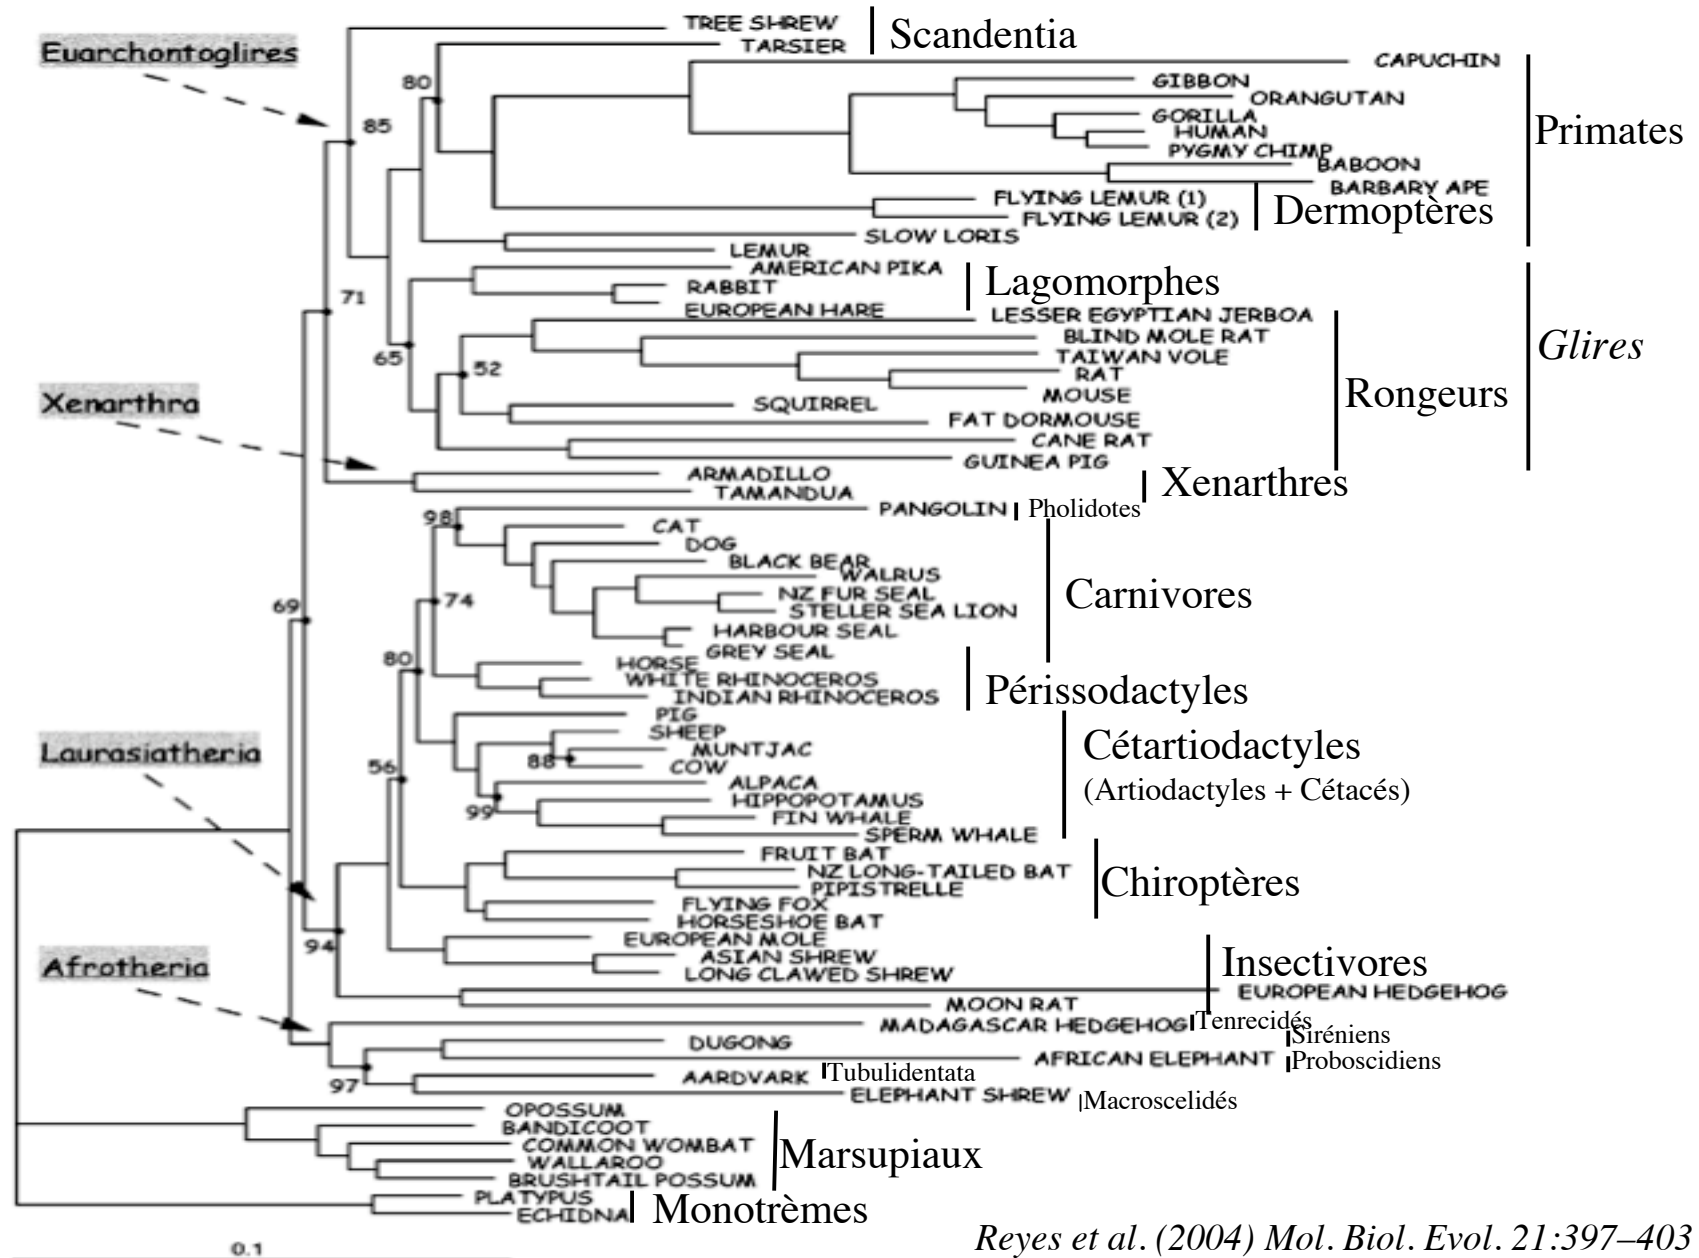 TREE SHREW
Scandentia
Euarchontoglires
TARSIER
CAPUCHIN
80
GIBBON
ORANGUTAN
85
GORILLA
HUMAN
Primates
PYGMY CHIMP
BABOON
BARBARY APE
FLYING LEMUR (1)
Dermoptères
FLYING LEMUR (2)
SLOW LORIS
LEMUR
AMERICAN PIKA
Lagomorphes
RABBIT
71
EUROPEAN HARE
LESSER EGYPTIAN JERBOA
BLIND MOLE RAT
Glires
65
TAIWAN VOLE
52
RAT
MOUSE
Rongeurs
Xenarthra
SQUIRREL
FAT DORMOUSE
CANE RAT
GUINEA PIG
ARMADILLO
Xenarthres
TAMANDUA
PANGOLIN
Pholidotes
98
CAT
DOG
BLACK BEAR
WALRUS
NZ FUR SEAL
Carnivores
74
STELLER SEA LION
69
HARBOUR SEAL
GREY SEAL
80
HORSE
WHITE RHINOCEROS
Périssodactyles
INDIAN RHINOCEROS
PIG
SHEEP
Laurasiatheria
MUNTJAC
Cétartiodactyles
88
COW
56
ALPACA
(Artiodactyles + Cétacés)
HIPPOPOTAMUS
99
FIN WHALE
SPERM WHALE
FRUIT BAT
NZ LONG-TAILED BAT
Chiroptères
PIPISTRELLE
FLYING FOX
HORSESHOE BAT
94
EUROPEAN MOLE
ASIAN SHREW
Insectivores
Afrotheria
LONG CLAWED SHREW
EUROPEAN HEDGEHOG
MOON RAT
MADAGASCAR HEDGEHOG
Tenrecidés
DUGONG
Siréniens
AFRICAN ELEPHANT
Proboscidiens
97
AARDVARK
Tubulidentata
ELEPHANT SHREW
Macroscelidés
OPOSSUM
BANDICOOT
COMMON WOMBAT
Marsupiaux
WALLAROO
BRUSHTAIL POSSUM
PLATYPUS
Monotrèmes
ECHIDNA
0.1
Reyes et al. (2004) Mol. Biol. Evol. 21:397–403